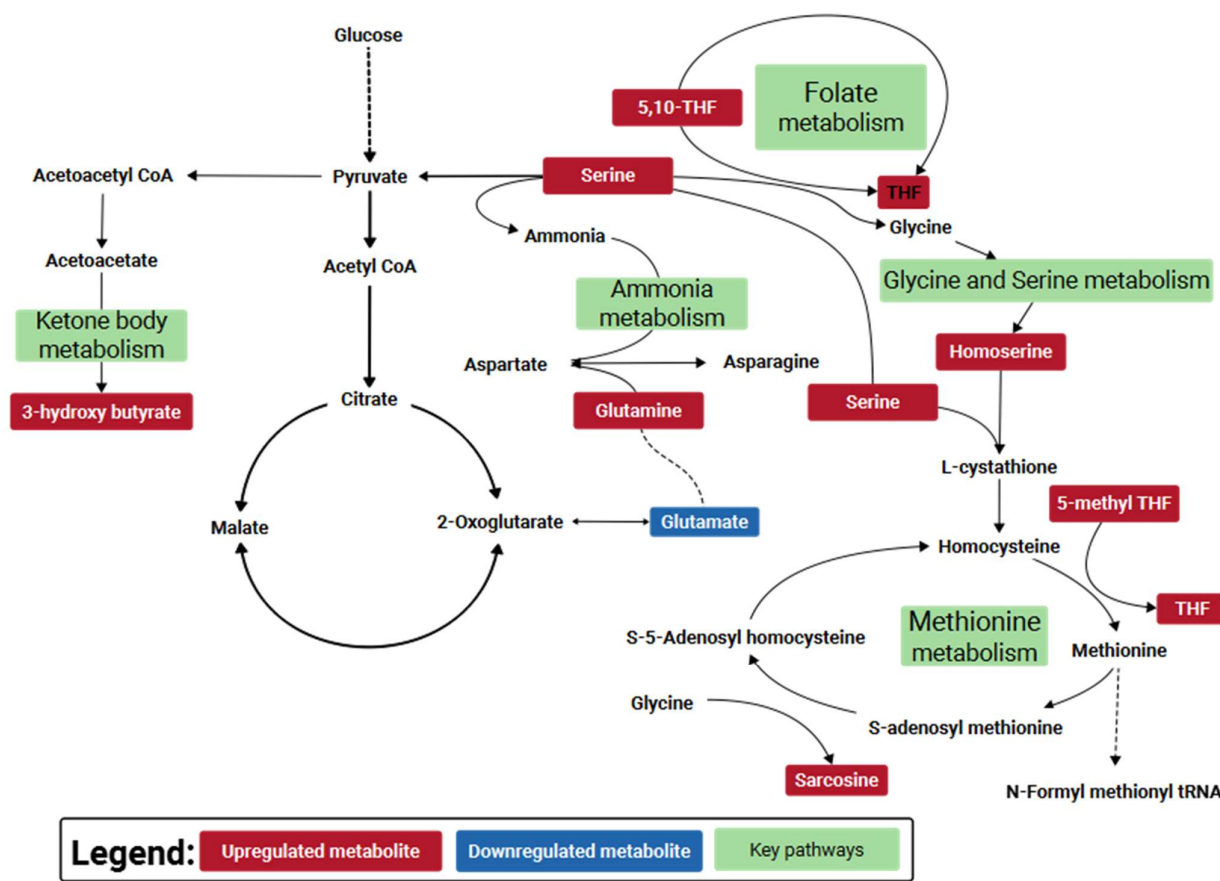 Glucose
5,10-THF
Folate
metabolism
Acetoacetyl CoA
Pyruvate
Serine
THF
Glycine
Ammonia
Acetoacetate
Acetyl CoA
Glycine and Serine metabolism
Ammonia
metabolism
Ketone body
metabolism
Homoserine
Aspartate
Asparagine
3-hydroxy butyrate
Citrate
Glutamine
Serine
L-cystathione
5-methyl THF
Malate
2-Oxoglutarate
Glutamate
Homocysteine
THF
S-5-Adenosyl homocysteine
Methionine
metabolism
Methionine
Glycine
S-adenosyl methionine
Sarcosine
N-Formyl methionyl tRNA
Legend:
Upregulated metabolite
Downregulated metabolite
Key pathways